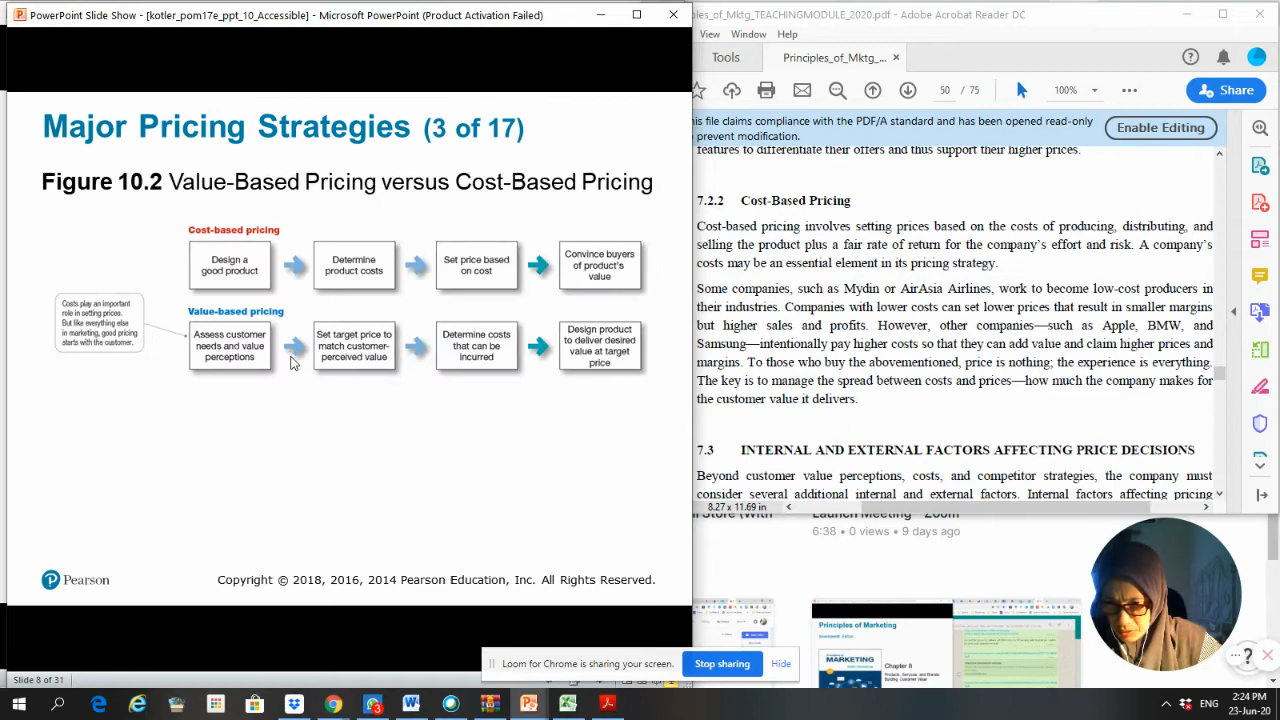 PowerPoint Slide Show - [kotler_pom17e_ppt_10_Accessible] - Microsoft PowerPoint (Product Activation Failed)
Major Pricing Strategies (3 of 17)
Figure 10.2 Value-Based Pricing versus Cost-Based Pricing
Cost-based pricing
Design a
good product
Determine
product costs
Set price based
on cost
Convince buyers
of product's
value
Costs play an important
role in setting prices.
But like everything else
in marketing, good pricing
starts with the customer.
Value-based pricing
Assess customer
needs and value
perceptions
Set target price to
match customer-
perceived value
Determine costs
that can be
incurred
Design product
to deliver desired
value at target
price
Pearson
Copyright © 2018, 2016, 2014 Pearson Education, Inc. All Rights Reserved.
Slide 8 of 31
ples_of_Mktg_TEACHINGMODULE_2020.pdf - Adobe Acrobat Reader DC
View Window Help
Tools
Principles_of_Mktg_... ×
50 / 75
100%
Share
his file claims compliance with the PDF/A standard and has been opened read-only
prevent modification.
Enable Editing
features to differentiate their offers and thus support their higher prices.
7.2.2 Cost-Based Pricing
Cost-based pricing involves setting prices based on the costs of producing, distributing, and
selling the product plus a fair rate of return for the company's effort and risk. A company's
costs may be an essential element in its pricing strategy.
Some companies, such as Mydin or AirAsia Airlines, work to become low-cost producers in
their industries. Companies with lower costs can set lower prices that result in smaller margins
but higher sales and profits. However, other companies—such as Apple, BMW, and
Samsung—intentionally pay higher costs so that they can add value and claim higher prices and
margins. To those who buy the abovementioned, price is nothing; the experience is everything.
The key is to manage the spread between costs and prices—how much the company makes for
the customer value it delivers.
7.3 INTERNAL AND EXTERNAL FACTORS AFFECTING PRICE DECISIONS
Beyond customer value perceptions, costs, and competitor strategies, the company must
consider several additional internal and external factors. Internal factors affecting pricing
8.27 x 11.69 in
Store (With
Launch Meeting - Zoom
6:38 • 0 views • 9 days ago
Principles of Marketing
MARKETING
Chapter 8
Products, Services, and Brands:
Building Customer Value
Loom for Chrome is sharing your screen.
Stop sharing
Hide
3
ENG
2:24 PM
23-Jun-20